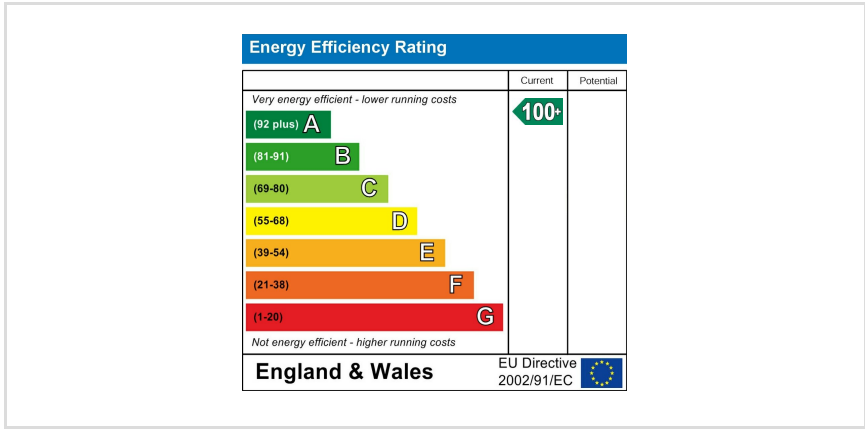 Energy Efficiency Rating
Current Potential
Very energy efficient - lower running costs
100+
(92 plus) A
(81-91) B
(69-80) C
(55-68) D
(39-54) E
(21-38) F
(1-20) G
Not energy efficient - higher running costs
England & Wales
EU Directive
2002/91/EC